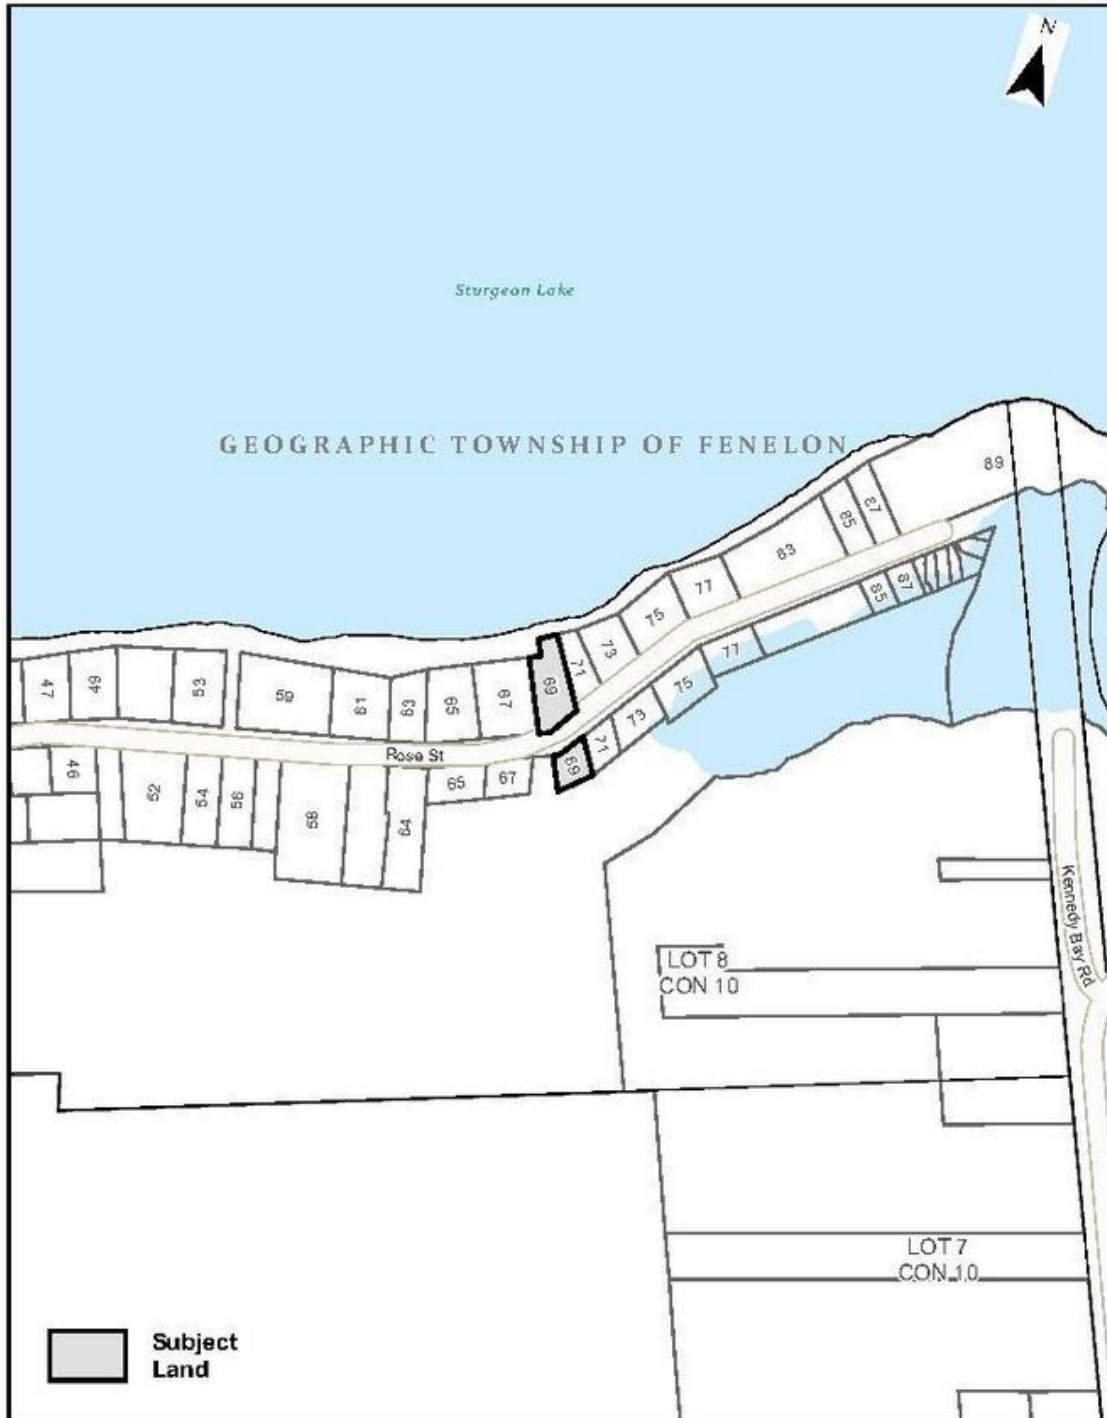 N
Sturgeon Lake
GEOGRAPHIC TOWNSHIP OF FENELON
89
87
85
83
77
75
73
71
69
67
65
63
61
59
53
49
47
85
87
77
75
73
71
69
67
65
Rose St
46
52
54
56
58
64
Kennedy Bay Rd
LOT 8
CON 10
LOT 7
CON 10
Subject
Land